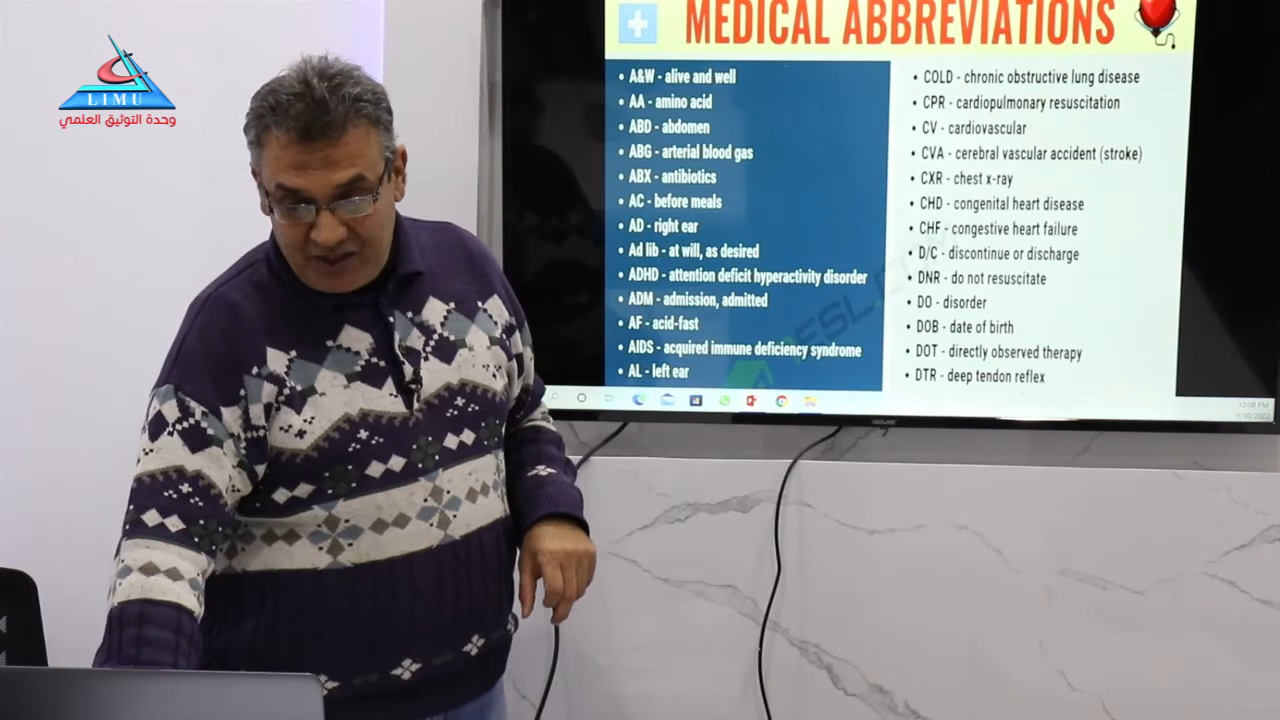 LIMU
وحدة التوثيق العلمي
MEDICAL ABBREVIATIONS
• A&W - alive and well
• AA - amino acid
• ABD - abdomen
• ABG - arterial blood gas
• ABX - antibiotics
• AC - before meals
• AD - right ear
• Ad lib - at will, as desired
• ADHD - attention deficit hyperactivity disorder
• ADM - admission, admitted
• AF - acid-fast
• AIDS - acquired immune deficiency syndrome
• AL - left ear
• COLD - chronic obstructive lung disease
• CPR - cardiopulmonary resuscitation
• CV - cardiovascular
• CVA - cerebral vascular accident (stroke)
• CXR - chest x-ray
• CHD - congenital heart disease
• CHF - congestive heart failure
• D/C - discontinue or discharge
• DNR - do not resuscitate
• DO - disorder
• DOB - date of birth
• DOT - directly observed therapy
• DTR - deep tendon reflex
12:08 PM